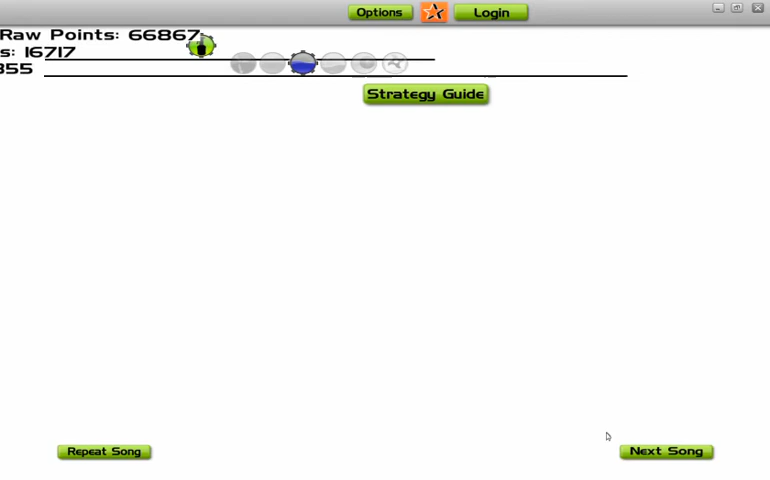 Options
Login
Raw Points: 66867
s: 16717
355
Strategy Guide
Repeat Song
Next Song